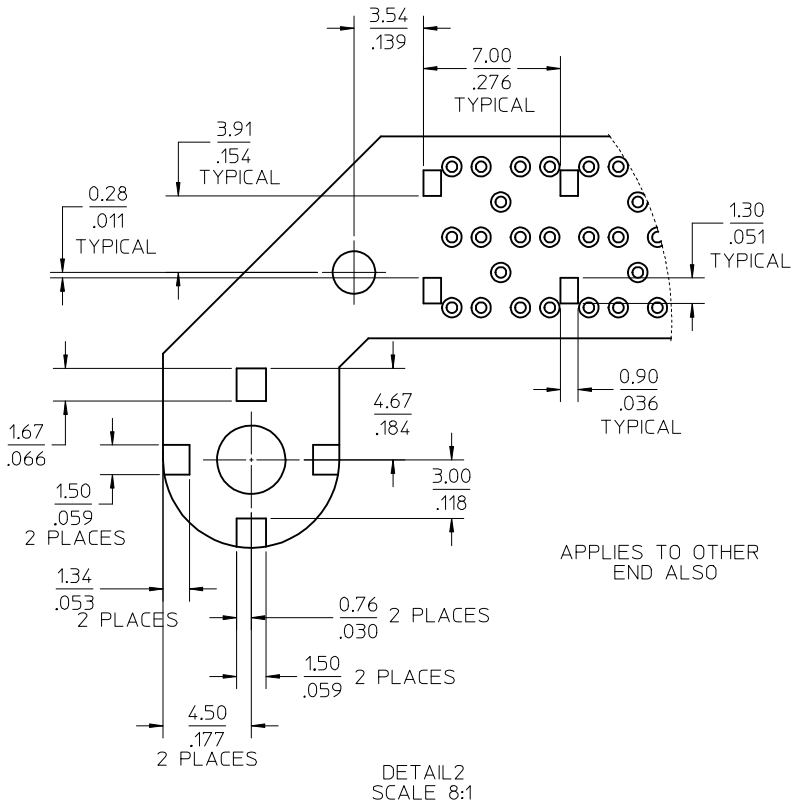 3.54
.139
7.00
.276
TYPICAL
3.91
.154
TYPICAL
0.28
.011
TYPICAL
1.30
.051
TYPICAL
0.90
.036
TYPICAL
4.67
.184
1.67
.066
3.00
.118
1.50
.059
2 PLACES
APPLIES TO OTHER
END ALSO
1.34
.053
2 PLACES
0.76
.030
2 PLACES
1.50
.059
2 PLACES
4.50
.177
2 PLACES
DETAIL2
SCALE 8:1